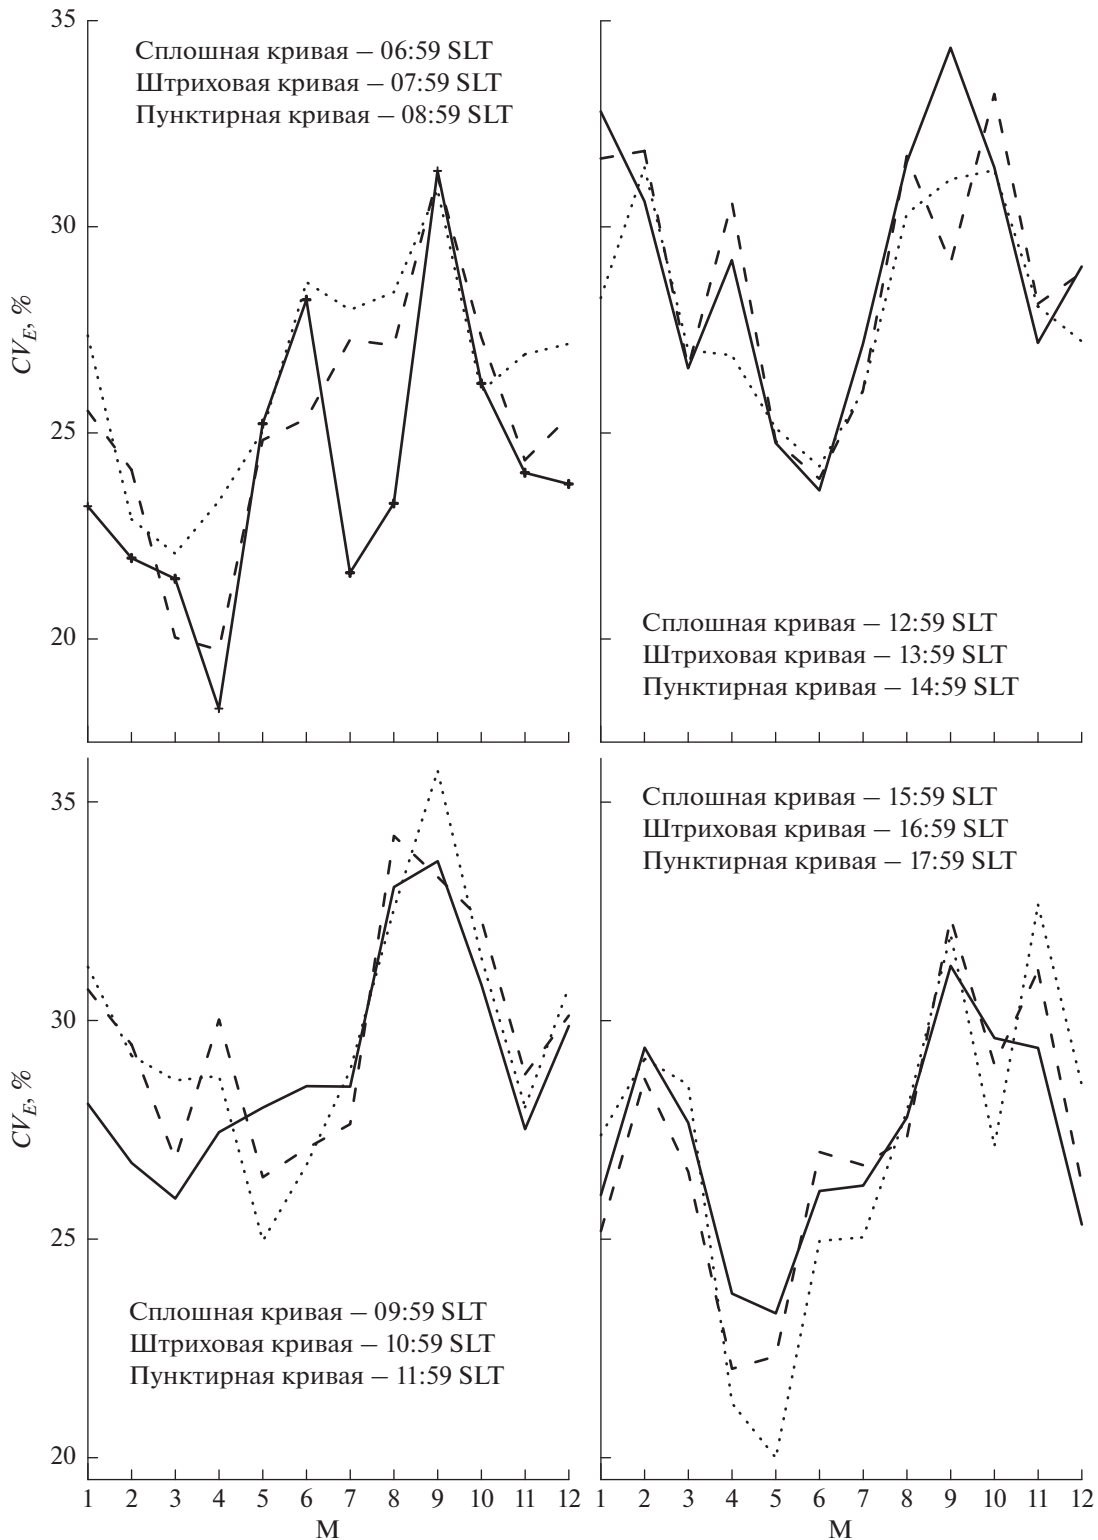 35
30
25
20
CV_E, %
Сплошная кривая – 06:59 SLT
Штриховая кривая – 07:59 SLT
Пунктирная кривая – 08:59 SLT
Сплошная кривая – 12:59 SLT
Штриховая кривая – 13:59 SLT
Пунктирная кривая – 14:59 SLT
35
30
25
20
CV_E, %
Сплошная кривая – 09:59 SLT
Штриховая кривая – 10:59 SLT
Пунктирная кривая – 11:59 SLT
1 2 3 4 5 6 7 8 9 10 11 12
M
Сплошная кривая – 15:59 SLT
Штриховая кривая – 16:59 SLT
Пунктирная кривая – 17:59 SLT
1 2 3 4 5 6 7 8 9 10 11 12
M